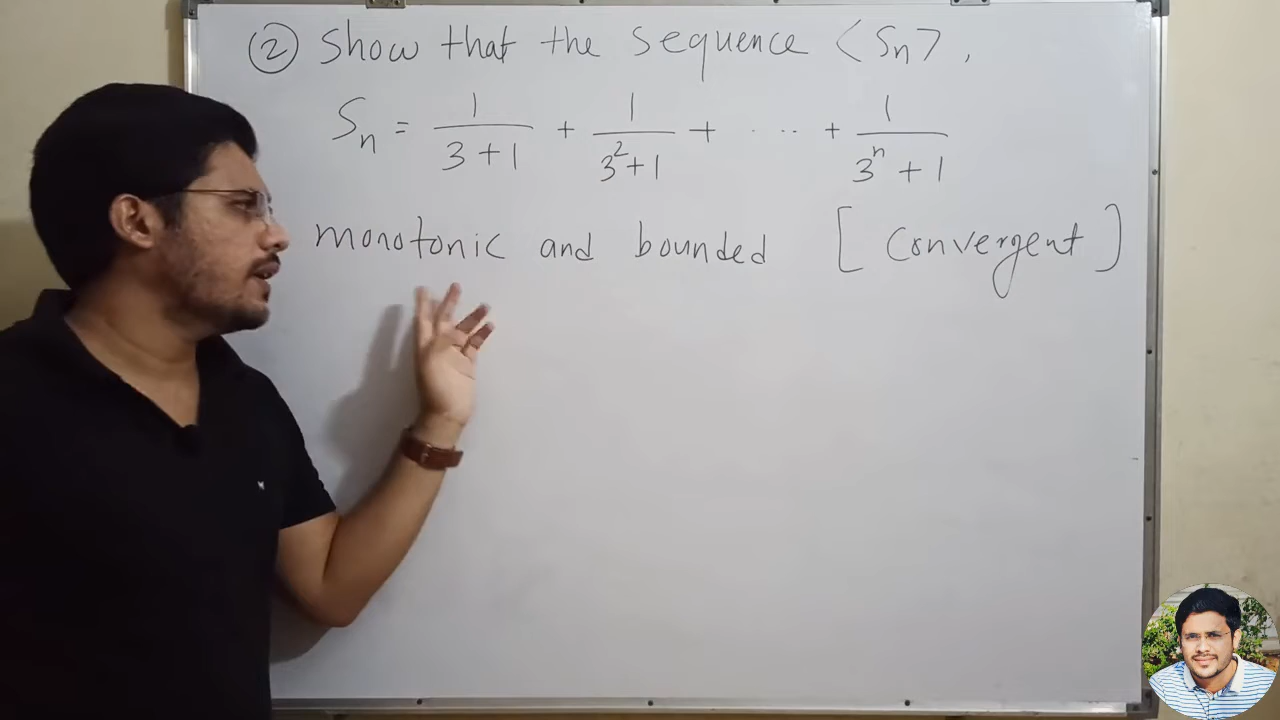 ② Show that the sequence <Sn>,
Sn = 1/(3+1) + 1/(3²+1) + ..... + 1/(3ⁿ+1)
monotonic and bounded [ Convergent ]